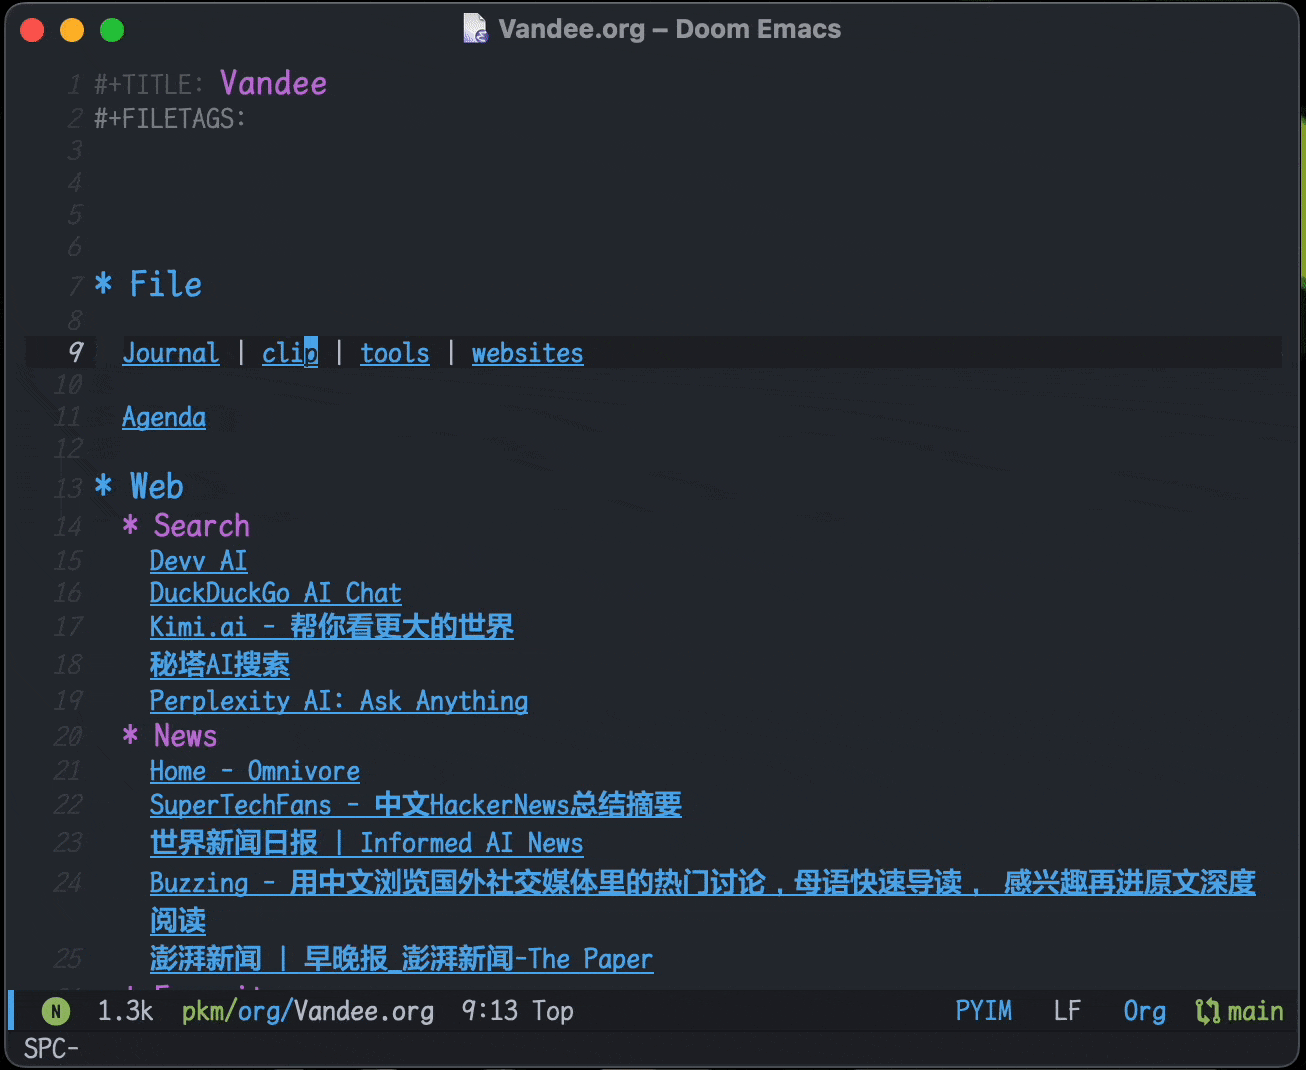 Vandee.org – Doom Emacs
1 #+TITLE: Vandee
2 #+FILETAGS:
3
4
5
6
7 * File
8
9 Journal | clip | tools | websites
10
11 Agenda
12
13 * Web
14 * Search
15 Devv AI
16 DuckDuckGo AI Chat
17 Kimi.ai - 帮你看更大的世界
18 秘塔AI搜索
19 Perplexity AI: Ask Anything
20 * News
21 Home - Omnivore
22 SuperTechFans - 中文HackerNews总结摘要
23 世界新闻日报 | Informed AI News
24 Buzzing - 用中文浏览国外社交媒体里的热门讨论，母语快速导读， 感兴趣再进原文深度
阅读
25 澎湃新闻 | 早晚报_澎湃新闻-The Paper
N 1.3k pkm/org/Vandee.org 9:13 Top PYIM LF Org main
SPC-